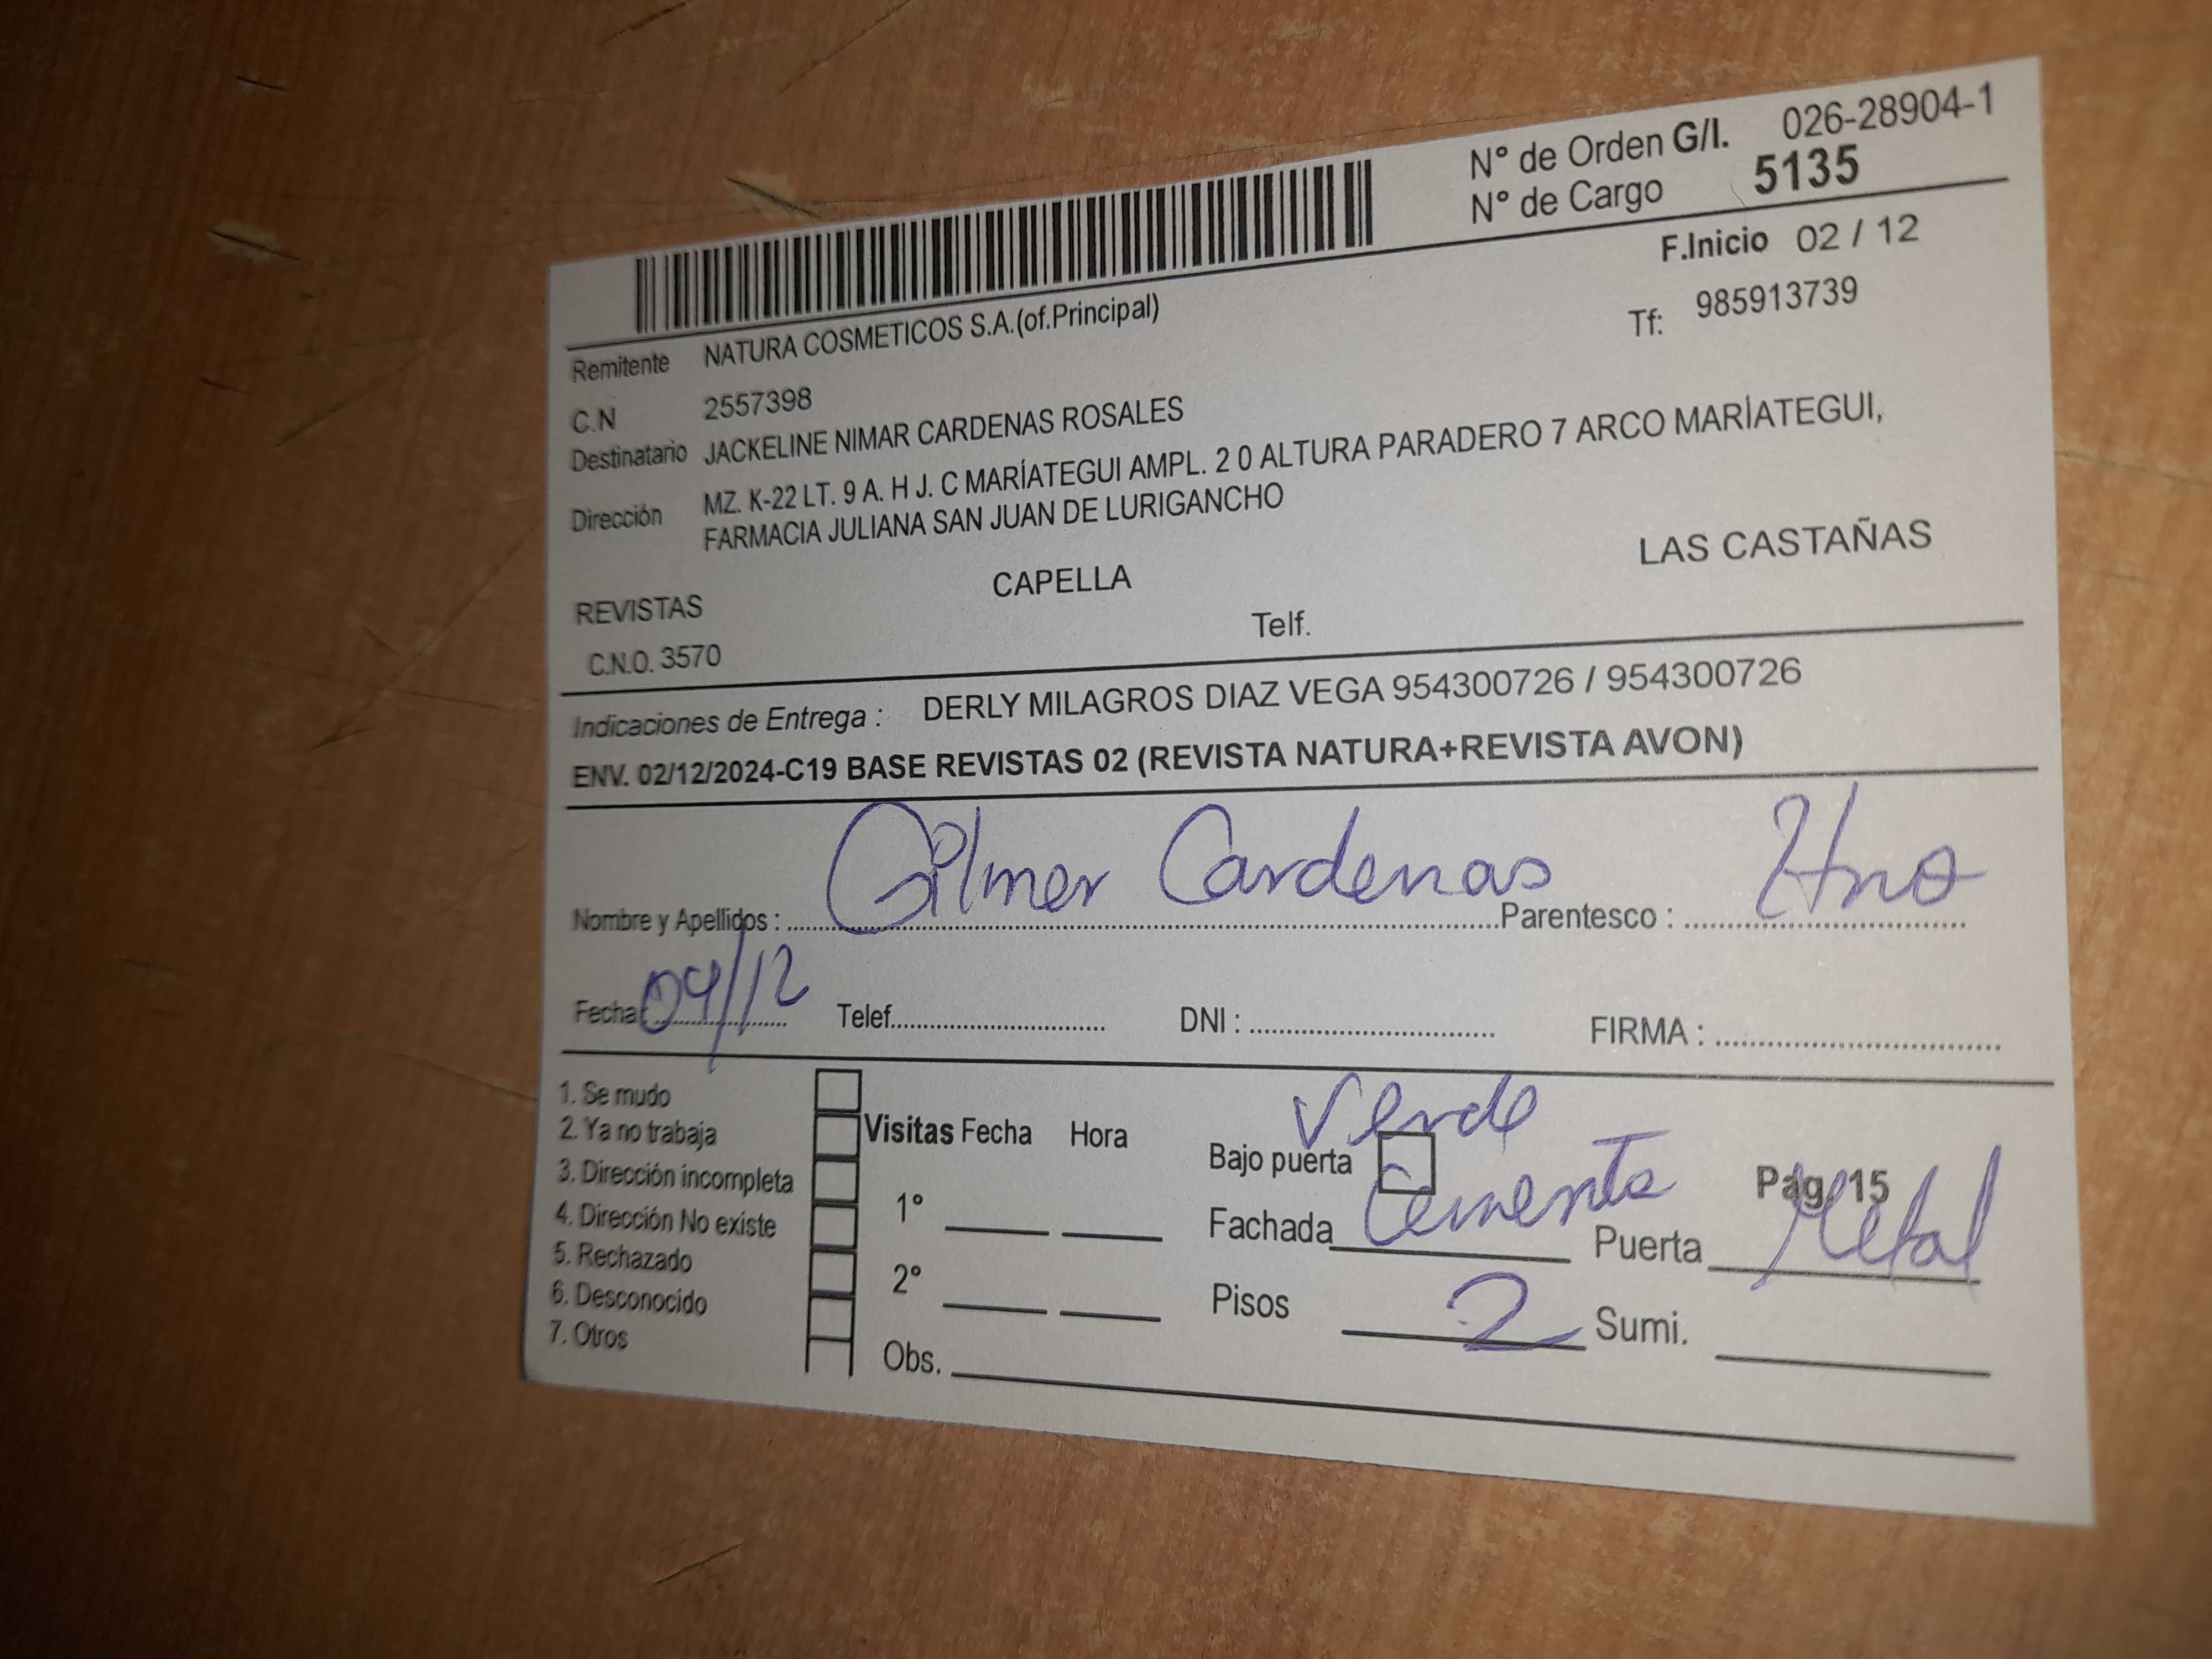 N° de Orden G/I. 026-28904-1
N° de Cargo 5135
F.Inicio 02 / 12
Remitente NATURA COSMETICOS S.A.(of.Principal)
Tf: 985913739
C.N 2557398
Destinatario JACKELINE NIMAR CARDENAS ROSALES
Dirección MZ. K-22 LT. 9 A. H J. C MARÍATEGUI AMPL. 2 0 ALTURA PARADERO 7 ARCO MARÍATEGUI,
FARMACIA JULIANA SAN JUAN DE LURIGANCHO
REVISTAS CAPELLA LAS CASTAÑAS
C.N.O. 3570 Telf.
Indicaciones de Entrega : DERLY MILAGROS DIAZ VEGA 954300726 / 954300726
ENV. 02/12/2024-C19 BASE REVISTAS 02 (REVISTA NATURA+REVISTA AVON)
Nombre y Apellidos : Gilmer Cardenas Parentesco : Hno
Fecha: 04/12 Telef. DNI : FIRMA :
1. Se mudo
2. Ya no trabaja
3. Dirección incompleta
4. Dirección No existe
5. Rechazado
6. Desconocido
7. Otros
Visitas Fecha Hora
1°
2°
Obs.
Verde
Bajo puerta Pág. 15
Fachada Cemento Puerta Metal
Pisos 2 Sumi.